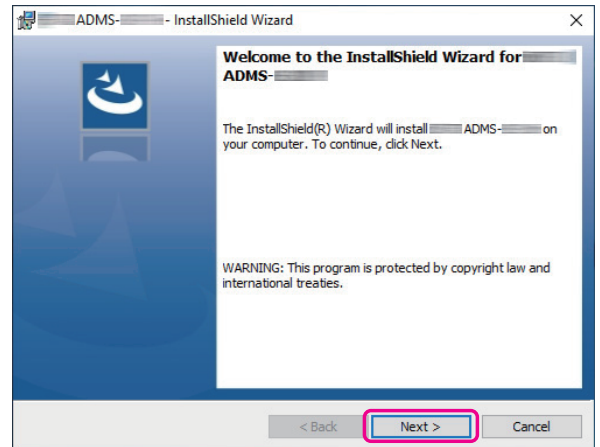 ADMS- - InstallShield Wizard
Welcome to the InstallShield Wizard for
ADMS-
The InstallShield(R) Wizard will install ADMS- on
your computer. To continue, click Next.
WARNING: This program is protected by copyright law and
international treaties.
< Back Next > Cancel